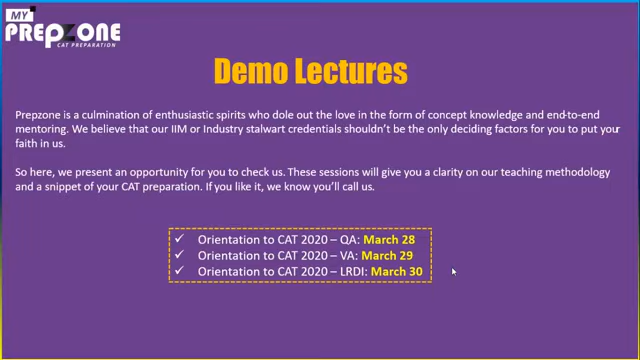 MY
PREPZONE
CAT PREPARATION
Demo Lectures
Prepzone is a culmination of enthusiastic spirits who dole out the love in the form of concept knowledge and end-to-end
mentoring. We believe that our IIM or Industry stalwart credentials shouldn't be the only deciding factors for you to put your
faith in us.
So here, we present an opportunity for you to check us. These sessions will give you a clarity on our teaching methodology
and a snippet of your CAT preparation. If you like it, we know you'll call us.
✓ Orientation to CAT 2020 – QA: March 28
✓ Orientation to CAT 2020 – VA: March 29
✓ Orientation to CAT 2020 – LRDI: March 30